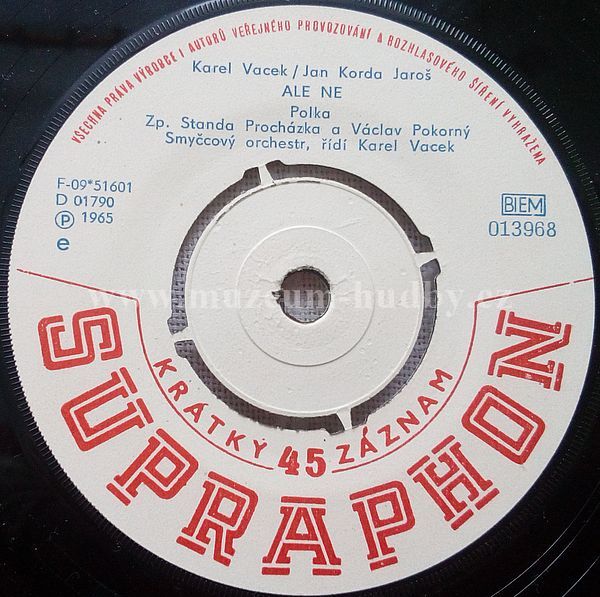 VŠECHNA PRÁVA VÝROBCE I AUTORŮ VEŘEJNÉHO PROVOZOVÁNÍ A ROZHLASOVÉHO ŠÍŘENÍ VYHRAŽENA
Karel Vacek/Jan Korda Jaroš
ALE NE
Polka
Zp. Standa Procházka a Václav Pokorný
Smyčcový orchestr, řídí Karel Vacek
F-09*51601
D 01790
Ⓟ 1965
e
BIEM
013968
www.muzeum-hudby.cz
KRÁTKÝ 45 ZÁZNAM
SUPRAPHON